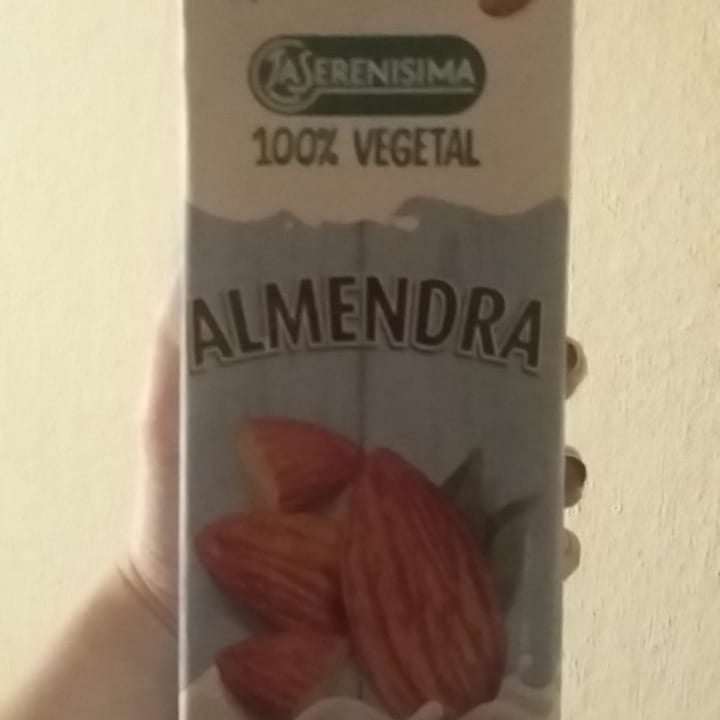 LASERENISIMA
100% VEGETAL
ALMENDRA